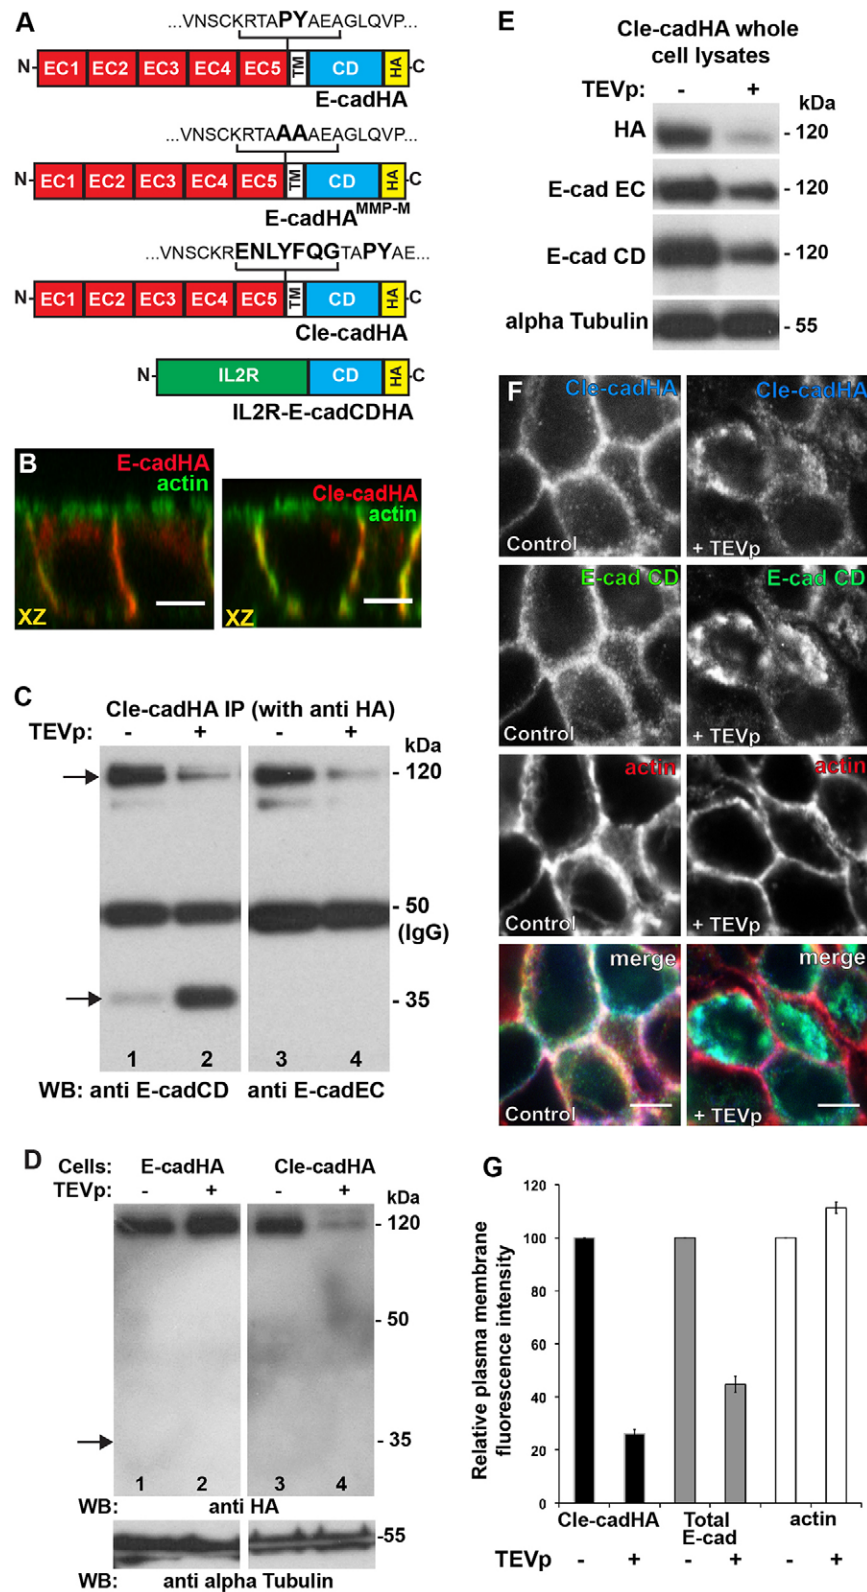 A
...VNSCKRTAPYAEAGLQVP...
N- EC1 EC2 EC3 EC4 EC5 TM CD HA -C
E-cadHA
...VNSCKRTAAAAEAGLQVP...
N- EC1 EC2 EC3 EC4 EC5 TM CD HA -C
E-cadHA^MMP-M
...VNSCKRENLYFQGTAPYAE...
N- EC1 EC2 EC3 EC4 EC5 TM CD HA -C
Cle-cadHA
N- IL2R CD HA -C
IL2R-E-cadCDHA
B
E-cadHA
actin
XZ
Cle-cadHA
actin
XZ
C
Cle-cadHA IP (with anti HA)
TEVp: - + - +
kDa
- 120
- 50
(IgG)
- 35
1 2 3 4
WB: anti E-cadCD anti E-cadEC
D
Cells: E-cadHA Cle-cadHA
TEVp: - + - +
kDa
- 120
- 50
- 35
1 2 3 4
WB: anti HA
-55
WB: anti alpha Tubulin
E
Cle-cadHA whole
cell lysates
TEVp: - +
kDa
HA - 120
E-cad EC - 120
E-cad CD - 120
alpha Tubulin - 55
F
Cle-cadHA Cle-cadHA
Control + TEVp
E-cad CD E-cad CD
Control + TEVp
actin actin
Control + TEVp
merge merge
Control + TEVp
G
Relative plasma membrane
fluorescence intensity
120
100
80
60
40
20
0
Cle-cadHA Total actin
E-cad
TEVp - + - + - +